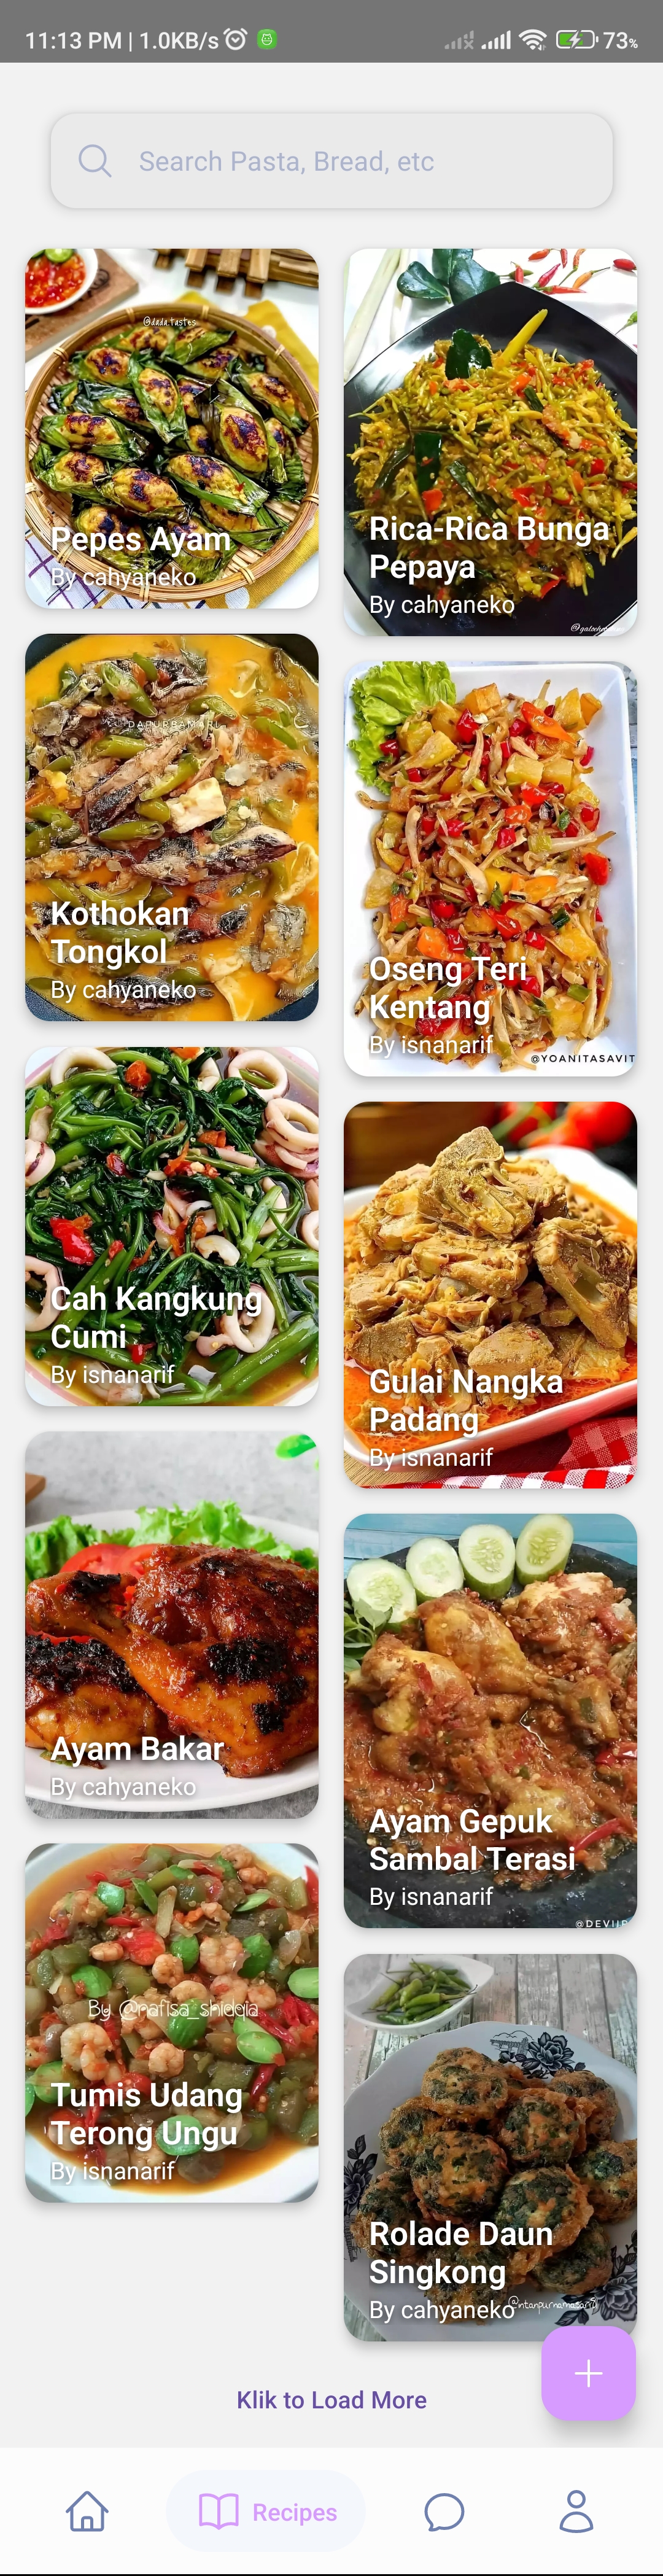 11:13 PM | 1.0KB/s
73%
Search Pasta, Bread, etc
@dada.tastes
Pepes Ayam
By cahyaneko
Rica-Rica Bunga
Pepaya
By cahyaneko
DAPURBAMARI
Kothokan
Tongkol
By cahyaneko
Oseng Teri
Kentang
By isnanarif
@YOANITASAVIT
Cah Kangkung
Cumi
By isnanarif
Gulai Nangka
Padang
By isnanarif
Ayam Bakar
By cahyaneko
Ayam Gepuk
Sambal Terasi
By isnanarif
@DEVIIP
By @nafisa_shidqia
Tumis Udang
Terong Ungu
By isnanarif
Rolade Daun
Singkong
By cahyaneko
@intanpurnamasari
Klik to Load More
Recipes